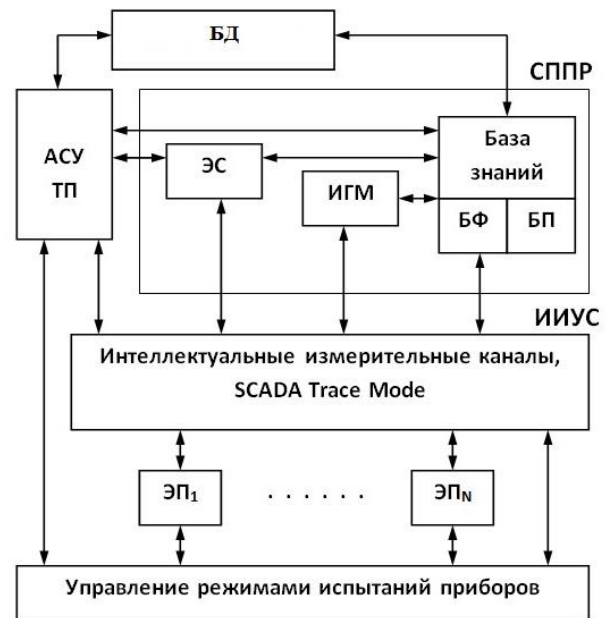 БД
СППР
АСУ
ТП
ЭС
ИГМ
База
знаний
БФ
БП
ИИУС
Интеллектуальные измерительные каналы,
SCADA Trace Mode
ЭП1
. . . . . .
ЭПN
Управление режимами испытаний приборов